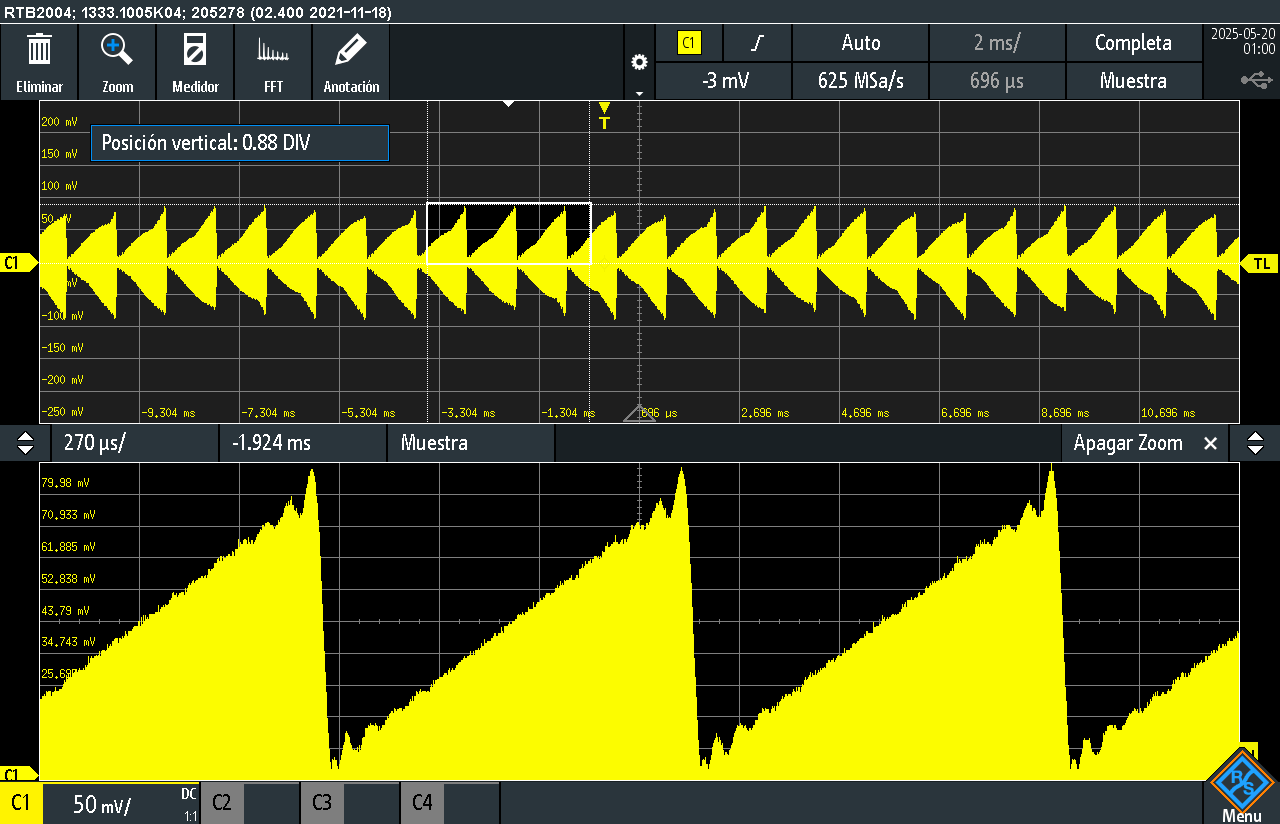 RTB2004; 1333.1005K04; 205278 (02.400 2021-11-18)
Eliminar
Zoom
Medidor
FFT
Anotación
C1
Auto
2 ms/
Completa
-3 mV
625 MSa/s
696 µs
Muestra
2025-05-20
01:00
200 mV
Posición vertical: 0.88 DIV
150 mV
100 mV
50
V
T
C1
TL
mV
-100 mV
-150 mV
-200 mV
-250 mV
-9,304 ms
-7,304 ms
-5,304 ms
-3,304 ms
-1,304 ms
696 µs
2,696 ms
4,696 ms
6,696 ms
8,696 ms
10,696 ms
270 µs/
-1.924 ms
Muestra
Apagar Zoom
79,98 mV
70,933 mV
61,885 mV
52,838 mV
43,79 mV
34,743 mV
C1
C1
50 mV/
DC
1:1
C2
C3
C4
R/S
Menu